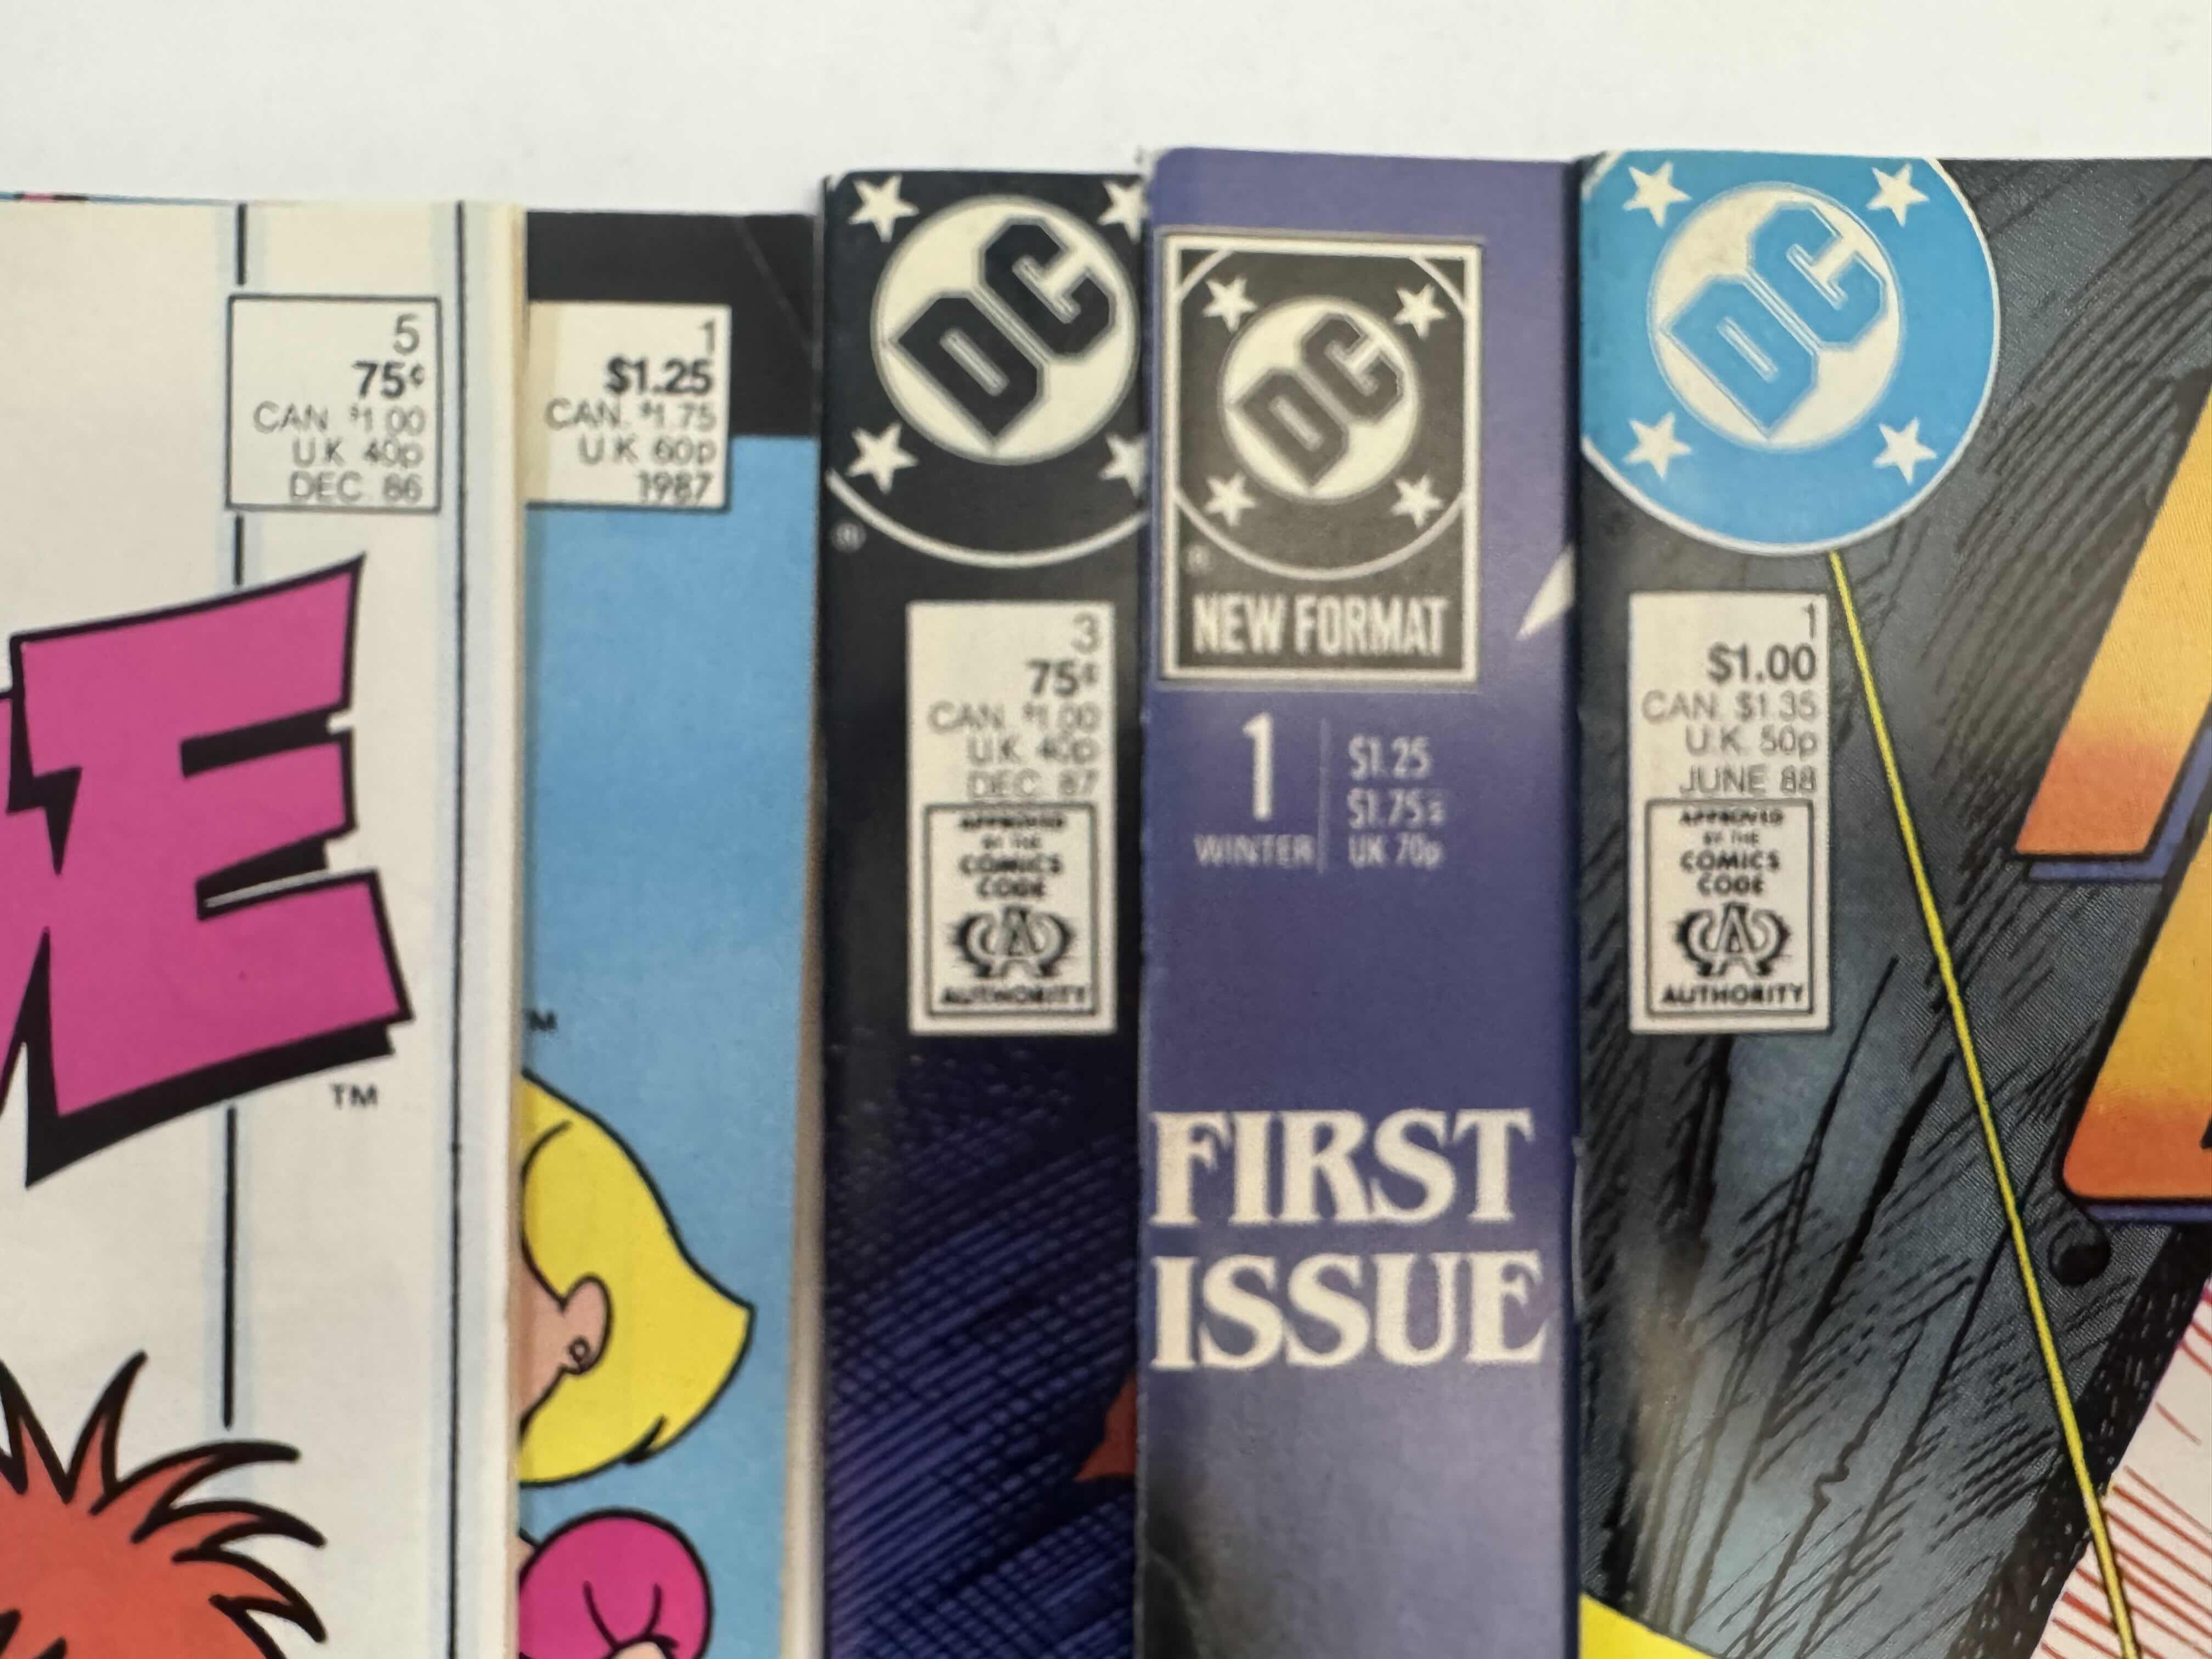 5
75¢
CAN. $1.00
U.K. 40p
DEC. 86
E
TM
1
$1.25
CAN. $1.75
U.K. 60p
1987
M
DC
3
75¢
CAN. $1.00
U.K. 40p
DEC. 87
APPROVED
BY THE
COMICS
CODE
A
AUTHORITY
DC
NEW FORMAT
1
WINTER
$1.25
$1.75
UK 70p
FIRST
ISSUE
DC
1
$1.00
CAN. $1.35
U.K. 50p
JUNE 88
APPROVED
BY THE
COMICS
CODE
A
AUTHORITY